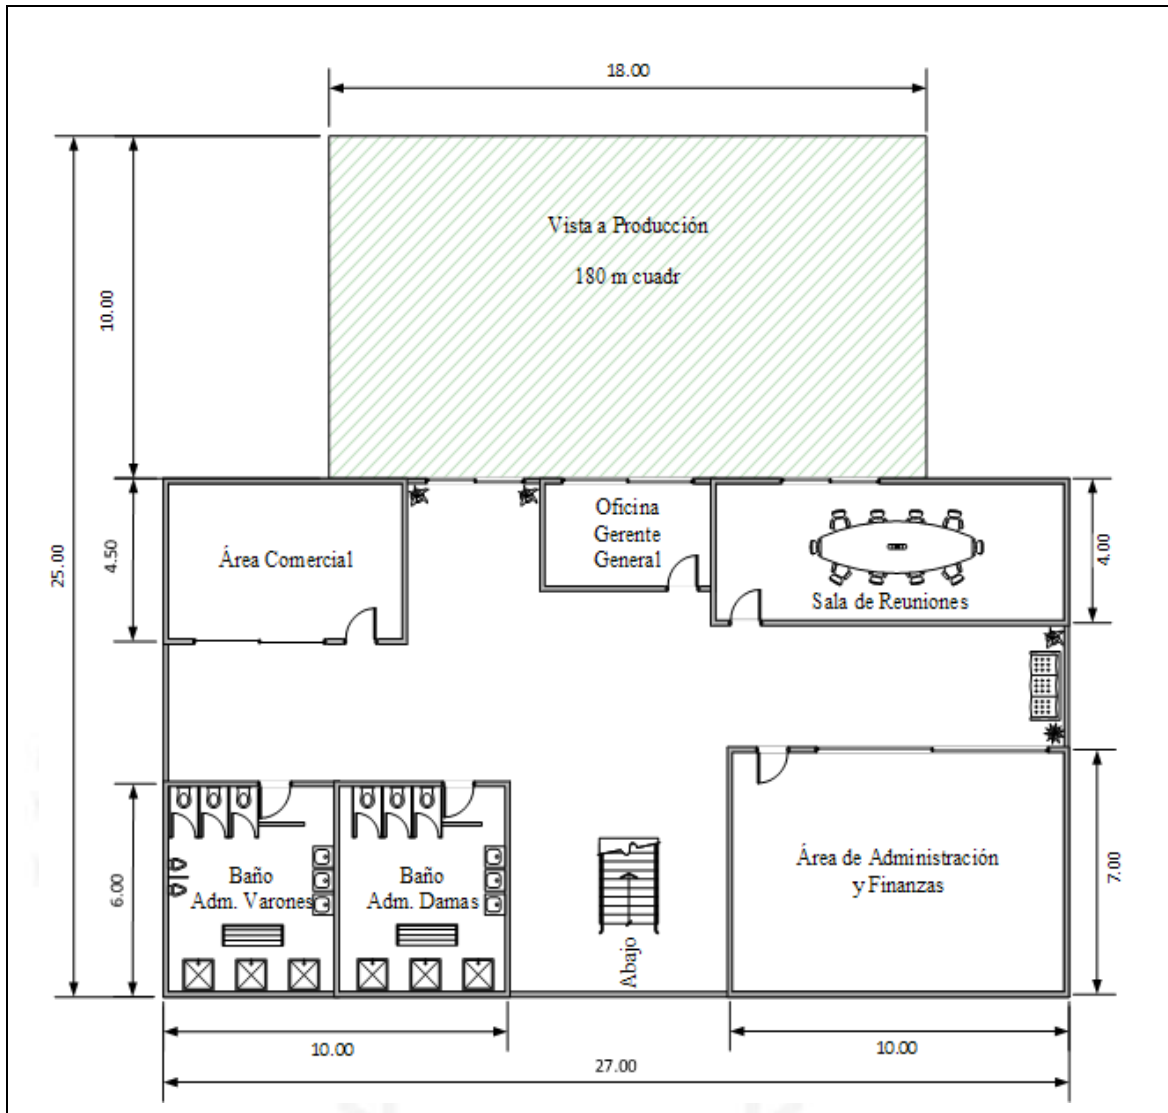 18.00
Vista a Producción
180 m cuadr
10.00
25.00
4.50
Área Comercial
Oficina
Gerente
General
Sala de Reuniones
4.00
6.00
Baño
Adm. Varones
Baño
Adm. Damas
Abajo
Área de Administración
y Finanzas
7.00
10.00
10.00
27.00